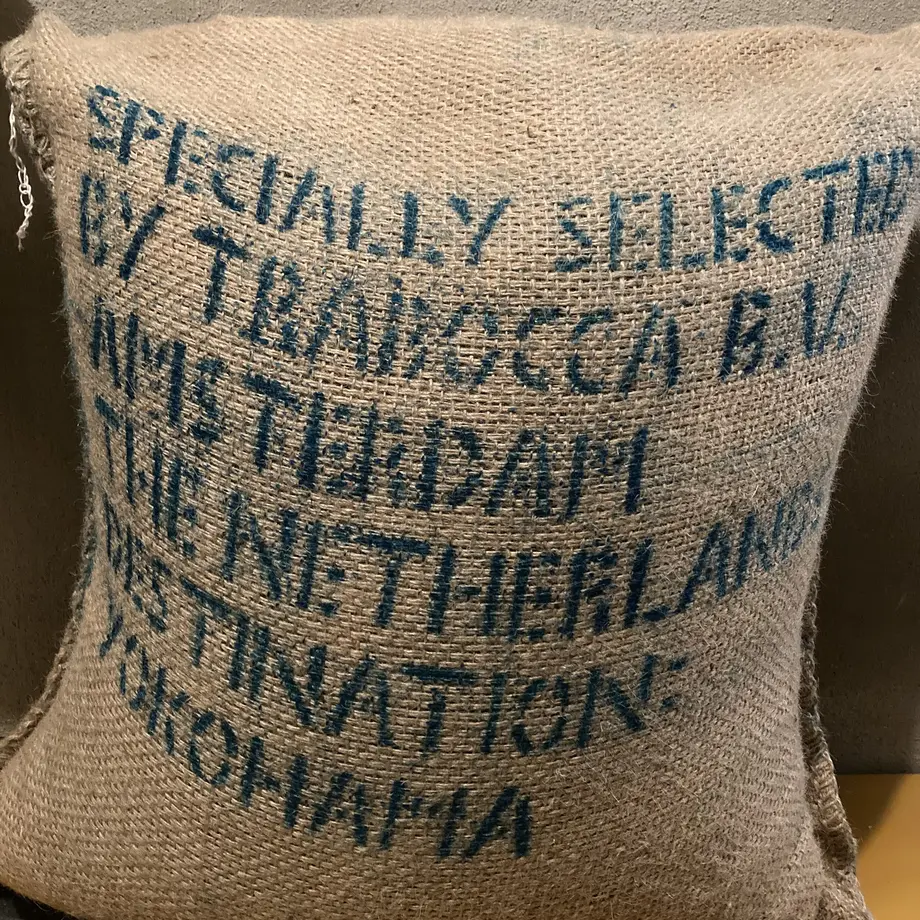 SPECIALLY SELECTED
BY TRABOCCA B.V.
AMSTERDAM
THE NETHERLANDS
DESTINATION:
YOKOHAMA